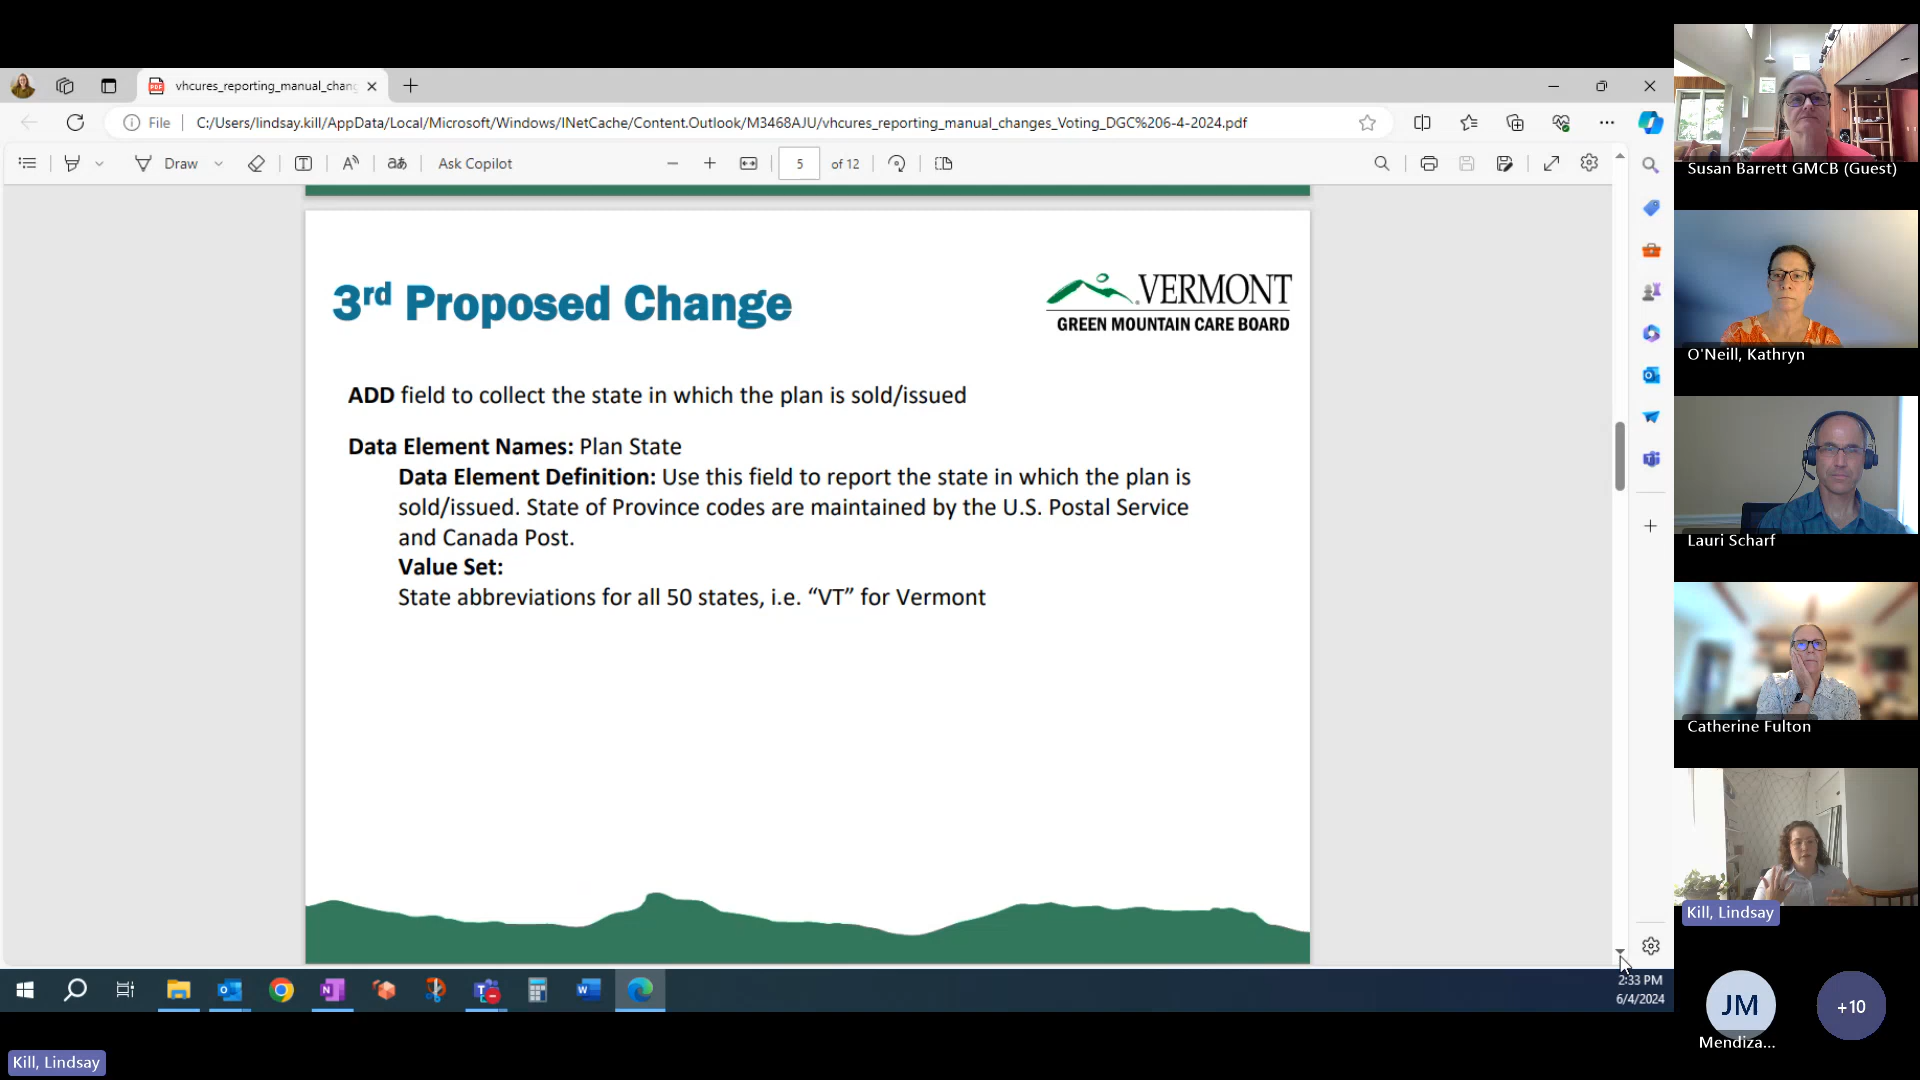 vhcures_reporting_manual_chang
File
C:/Users/lindsay.kill/AppData/Local/Microsoft/Windows/INetCache/Content.Outlook/M3468AJU/vhcures_reporting_manual_changes_Voting_DGC%206-4-2024.pdf
Draw
Ask Copilot
5 of 12
3rd Proposed Change
VERMONT
GREEN MOUNTAIN CARE BOARD
ADD field to collect the state in which the plan is sold/issued
Data Element Names: Plan State
Data Element Definition: Use this field to report the state in which the plan is
sold/issued. State of Province codes are maintained by the U.S. Postal Service
and Canada Post.
Value Set:
State abbreviations for all 50 states, i.e. “VT” for Vermont
2:33 PM
6/4/2024
Kill, Lindsay
Susan Barrett GMCB (Guest)
O'Neill, Kathryn
Lauri Scharf
Catherine Fulton
Kill, Lindsay
JM
+10
Mendiza...